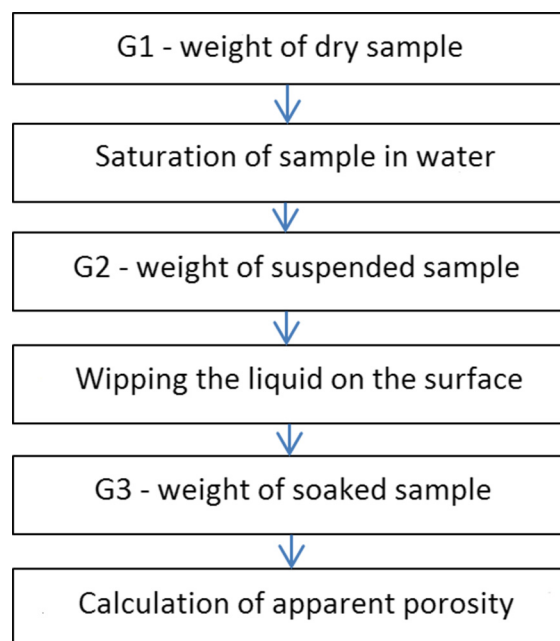 G1 - weight of dry sample
Saturation of sample in water
G2 - weight of suspended sample
Wipping the liquid on the surface
G3 - weight of soaked sample
Calculation of apparent porosity